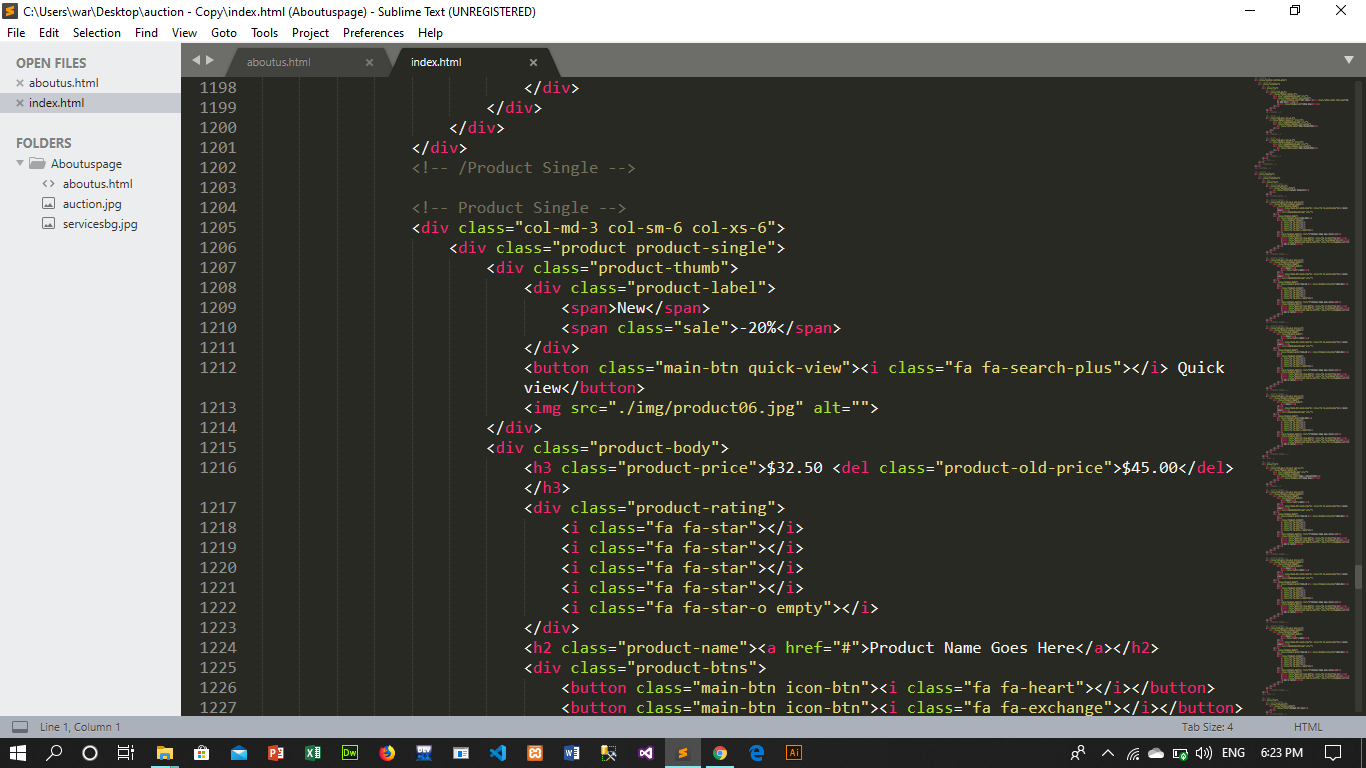 C:\Users\war\Desktop\auction - Copy\index.html (Aboutuspage) - Sublime Text (UNREGISTERED)
File Edit Selection Find View Goto Tools Project Preferences Help
OPEN FILES
aboutus.html
index.html
FOLDERS
Aboutuspage
aboutus.html
auction.jpg
servicesbg.jpg
aboutus.html index.html
1198 </div>
1199 </div>
1200 </div>
1201 </div>
1202 <!-- /Product Single -->
1203
1204 <!-- Product Single -->
1205 <div class="col-md-3 col-sm-6 col-xs-6">
1206 <div class="product product-single">
1207 <div class="product-thumb">
1208 <div class="product-label">
1209 <span>New</span>
1210 <span class="sale">-20%</span>
1211 </div>
1212 <button class="main-btn quick-view"><i class="fa fa-search-plus"></i> Quick
view</button>
1213 <img src="./img/product06.jpg" alt="">
1214 </div>
1215 <div class="product-body">
1216 <h3 class="product-price">$32.50 <del class="product-old-price">$45.00</del>
</h3>
1217 <div class="product-rating">
1218 <i class="fa fa-star"></i>
1219 <i class="fa fa-star"></i>
1220 <i class="fa fa-star"></i>
1221 <i class="fa fa-star"></i>
1222 <i class="fa fa-star-o empty"></i>
1223 </div>
1224 <h2 class="product-name"><a href="#">Product Name Goes Here</a></h2>
1225 <div class="product-btns">
1226 <button class="main-btn icon-btn"><i class="fa fa-heart"></i></button>
1227 <button class="main-btn icon-btn"><i class="fa fa-exchange"></i></button>
Line 1, Column 1 Tab Size: 4 HTML
Dw DEV Ai ENG 6:23 PM